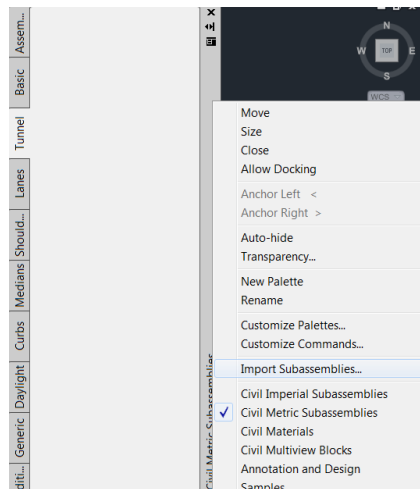 Assem...
Basic
Tunnel
Lanes
Should...
Medians
Curbs
Daylight
Generic
diti...
Civil Metric Subassemblies
N
W
TOP
E
S
WCS
Move
Size
Close
Allow Docking
Anchor Left <
Anchor Right >
Auto-hide
Transparency...
New Palette
Rename
Customize Palettes...
Customize Commands...
Import Subassemblies...
Civil Imperial Subassemblies
Civil Metric Subassemblies
Civil Materials
Civil Multiview Blocks
Annotation and Design
Samples